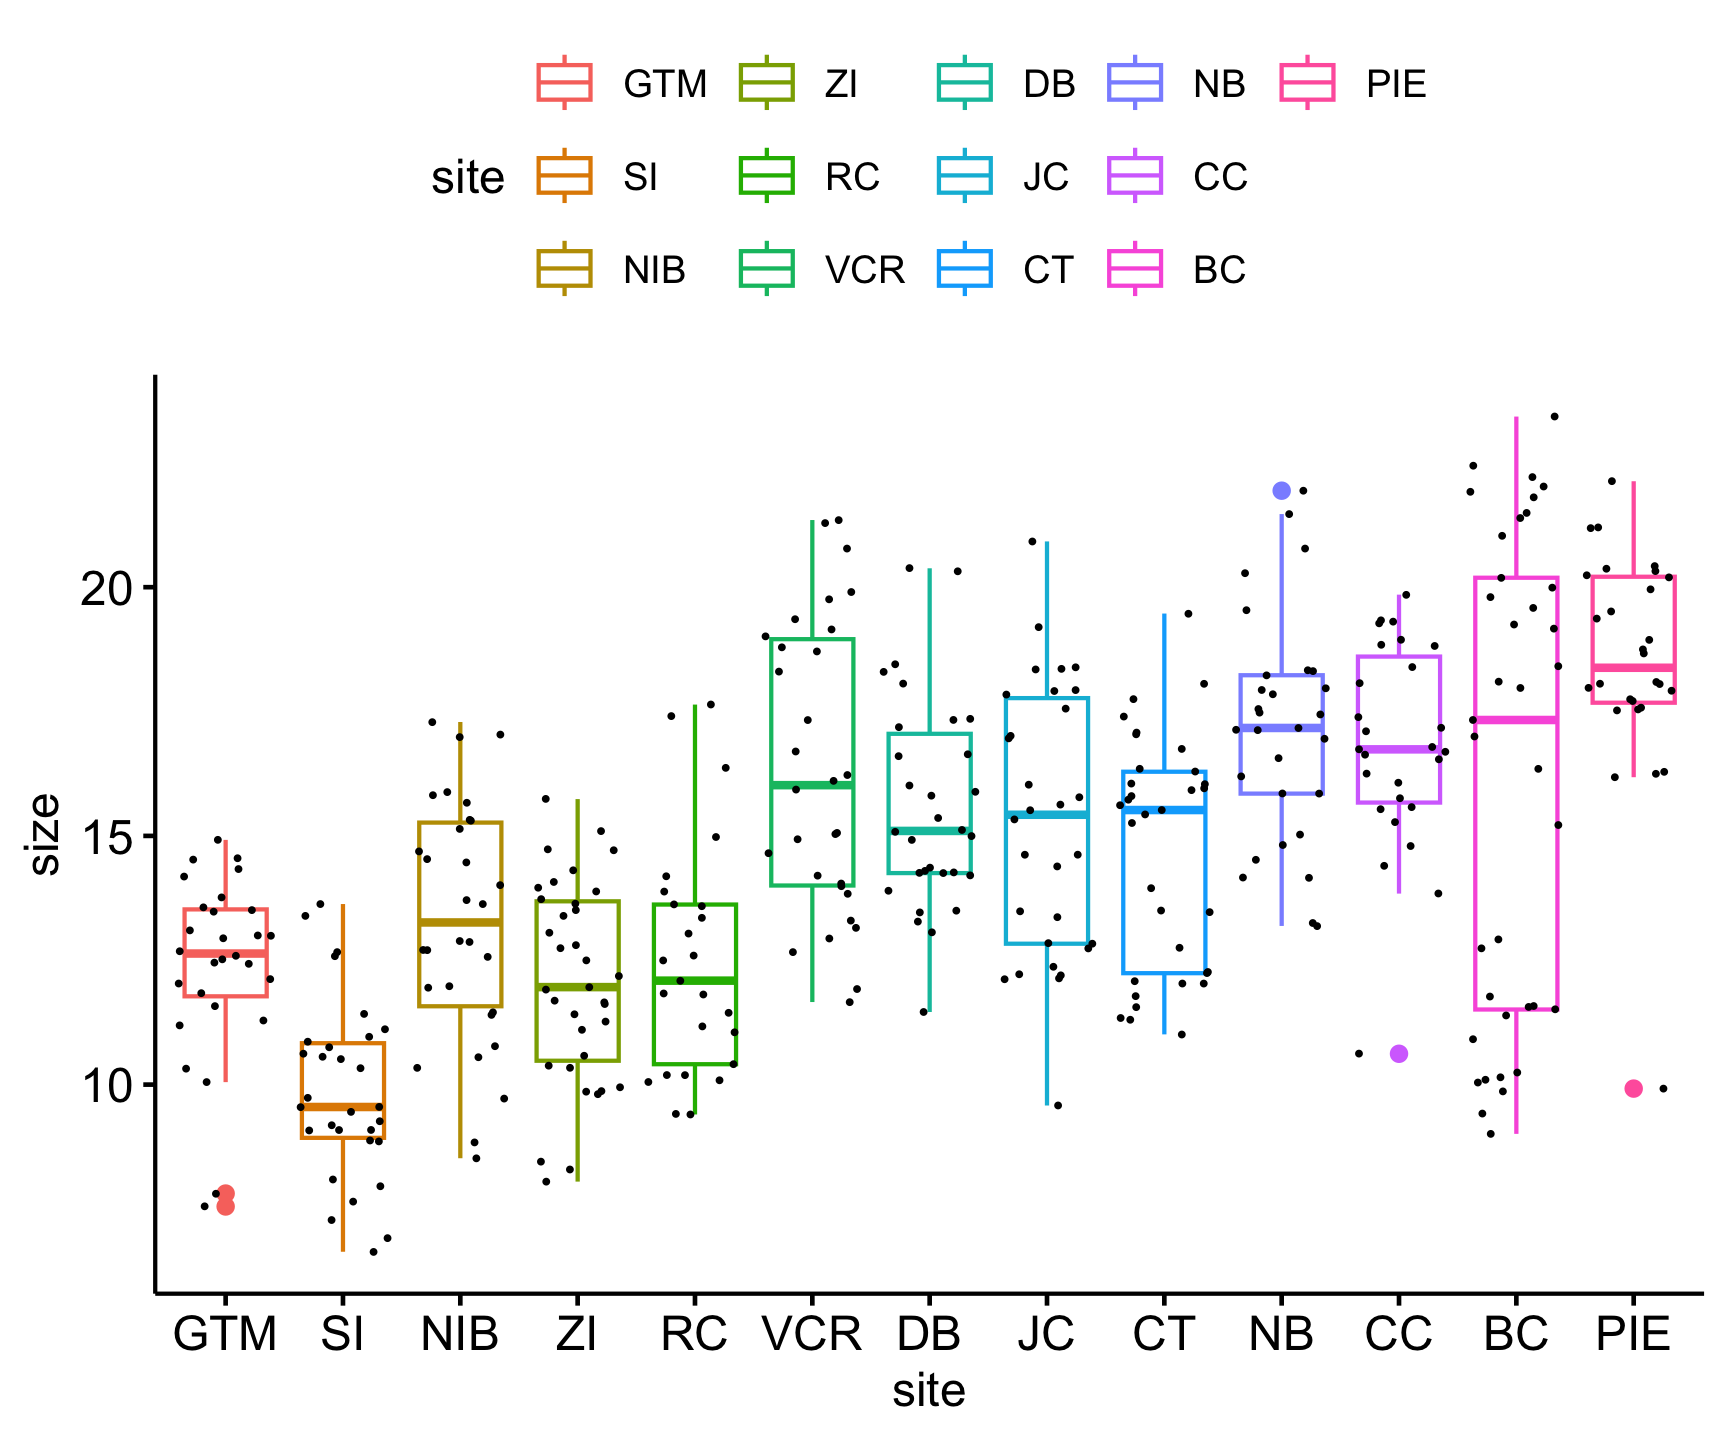 GTM ZI DB NB PIE
site SI RC JC CC
NIB VCR CT BC
20
15
10
size
GTM SI NIB ZI RC VCR DB JC CT NB CC BC PIE
site